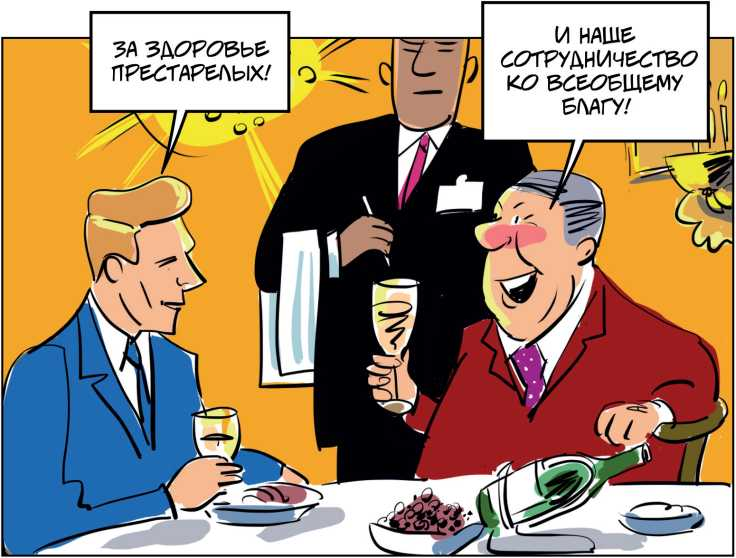 ЗА ЗДОРОВЬЕ
ПРЕСТАРЕЛЫХ!
И НАШЕ
СОТРУДНИЧЕСТВО
КО ВСЕОБЩЕМУ
БЛАГУ!